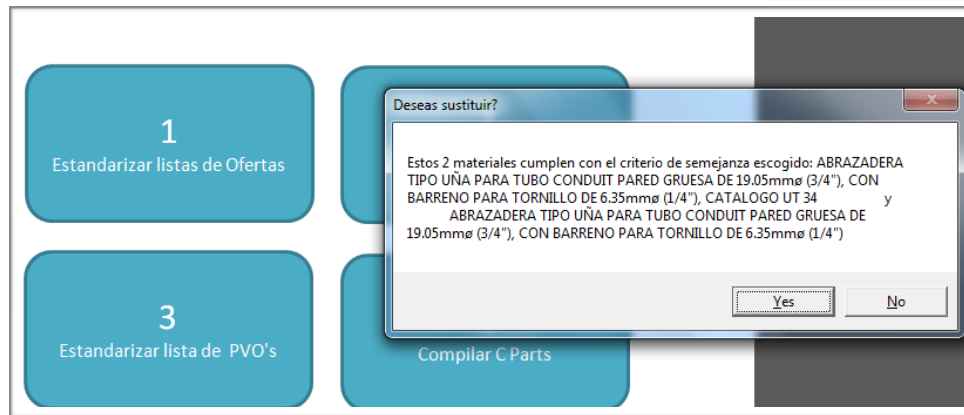 1
Estandarizar listas de Ofertas
3
Estandarizar lista de PVO's
Compilar C Parts
Deseas sustituir?
Estos 2 materiales cumplen con el criterio de semejanza escogido: ABRAZADERA
TIPO UÑA PARA TUBO CONDUIT PARED GRUESA DE 19.05mmø (3/4"), CON
BARRENO PARA TORNILLO DE 6.35mmø (1/4"), CATALOGO UT 34 y
ABRAZADERA TIPO UÑA PARA TUBO CONDUIT PARED GRUESA DE
19.05mmø (3/4"), CON BARRENO PARA TORNILLO DE 6.35mmø (1/4")
Yes
No